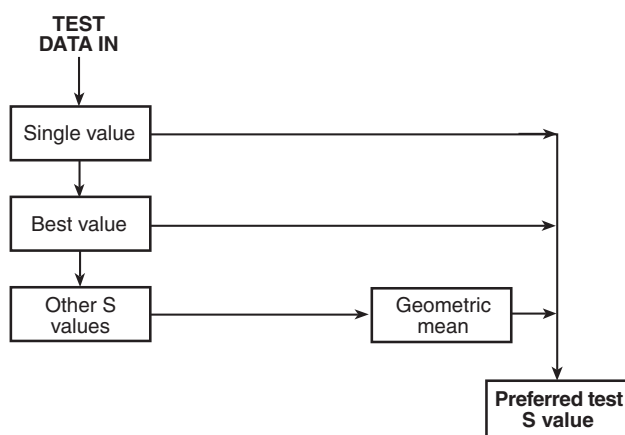 TEST
DATA IN
Single value
Best value
Other S
values
Geometric
mean
Preferred test
S value